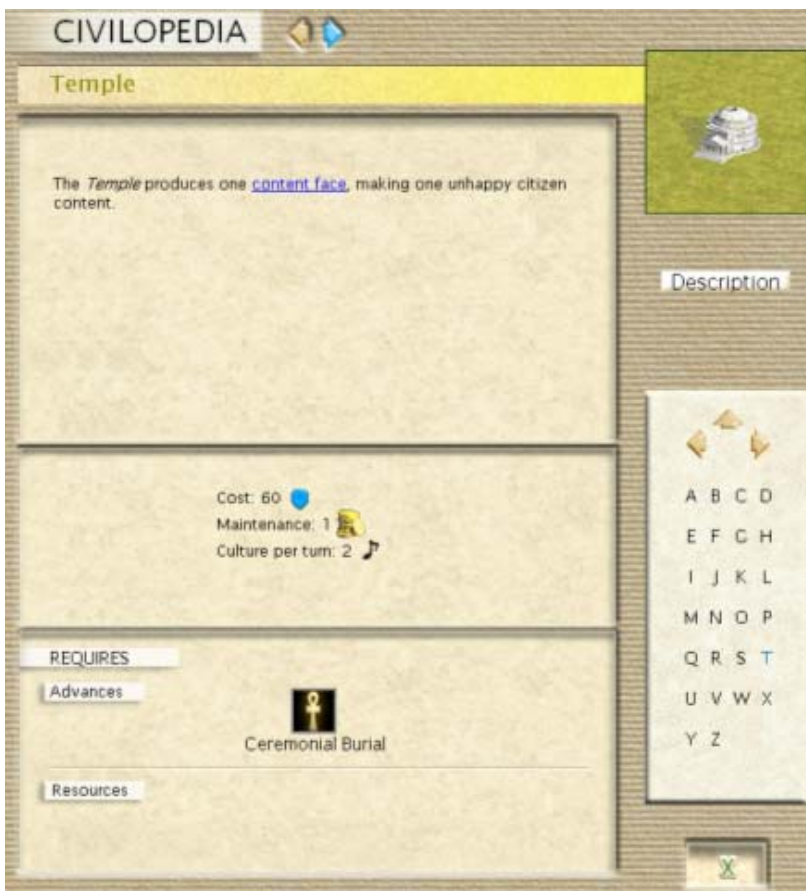 CIVILOPEDIA
Temple
The Temple produces one content face, making one unhappy citizen
content.
Description
Cost: 60
Maintenance: 1
Culture per turn: 2
REQUIRES
Advances
Ceremonial Burial
Resources
A B C D
E F G H
I J K L
M N O P
Q R S T
U V W X
Y Z
X